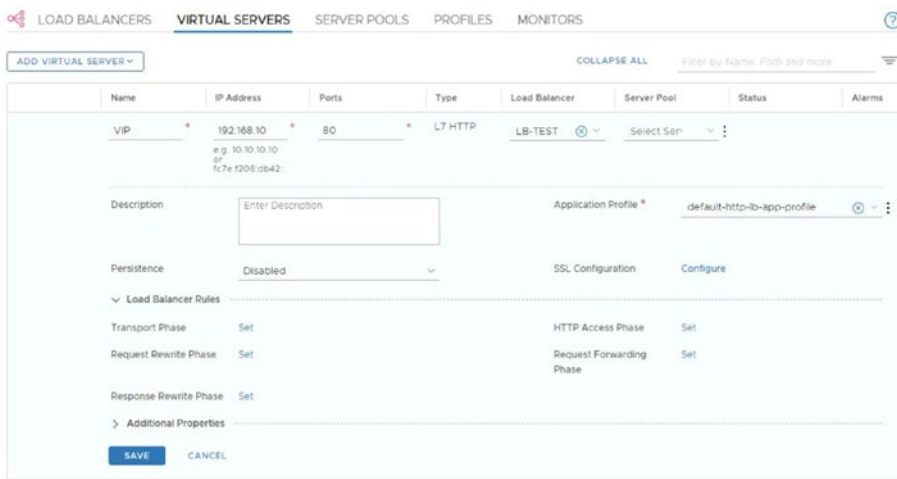 LOAD BALANCERS VIRTUAL SERVERS SERVER POOLS PROFILES MONITORS ?
ADD VIRTUAL SERVER COLLAPSE ALL Filter by Name, Path and more
Name IP Address Ports Type Load Balancer Server Pool Status Alarms
VIP * 192.168.10 * 80 * L7 HTTP LB-TEST Select Ser
e.g. 10.10.10.10
or
fc7e:f206:db42::
Description Enter Description Application Profile * default-http-lb-app-profile
Persistence Disabled SSL Configuration Configure
Load Balancer Rules
Transport Phase Set HTTP Access Phase Set
Request Rewrite Phase Set Request Forwarding Set
Phase
Response Rewrite Phase Set
Additional Properties
SAVE CANCEL